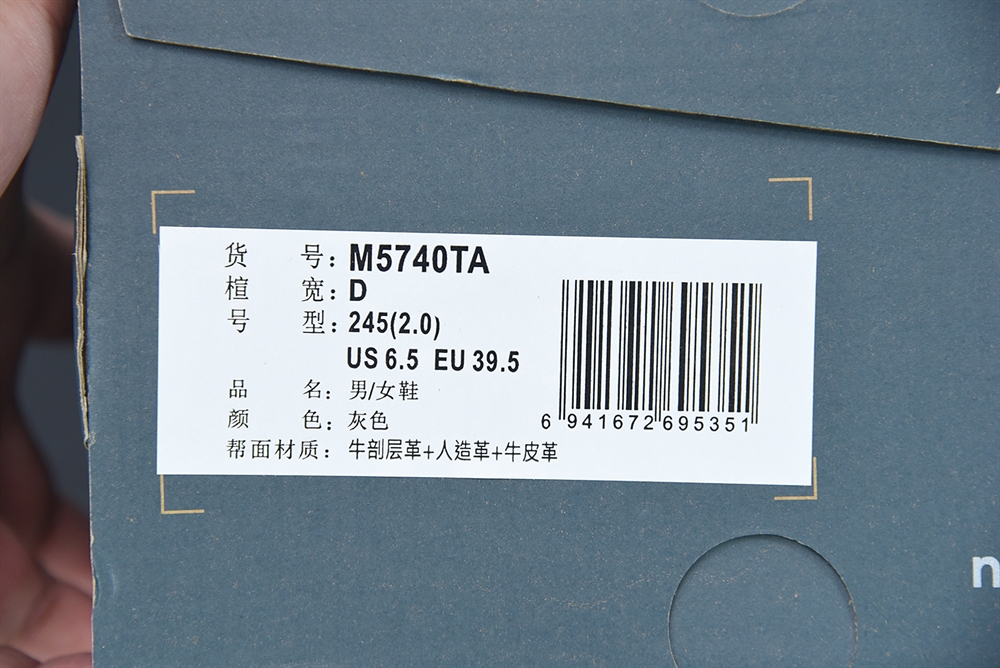 货 号: M5740TA
楦 宽: D
号 型: 245(2.0)
US 6.5 EU 39.5
品 名: 男/女鞋
颜 色: 灰色
帮面材质: 牛剖层革+人造革+牛皮革
6 941672 695351
n